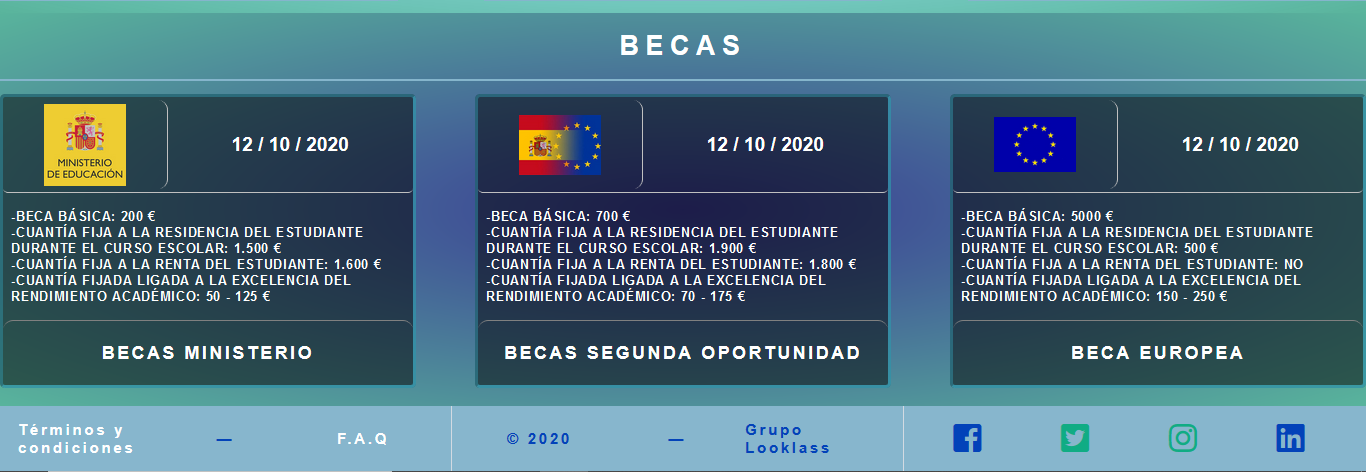 BECAS
MINISTERIO
DE EDUCACIÓN
12 / 10 / 2020
-BECA BÁSICA: 200 €
-CUANTÍA FIJA A LA RESIDENCIA DEL ESTUDIANTE
DURANTE EL CURSO ESCOLAR: 1.500 €
-CUANTÍA FIJA A LA RENTA DEL ESTUDIANTE: 1.600 €
-CUANTÍA FIJADA LIGADA A LA EXCELENCIA DEL
RENDIMIENTO ACADÉMICO: 50 - 125 €
BECAS MINISTERIO
12 / 10 / 2020
-BECA BÁSICA: 700 €
-CUANTÍA FIJA A LA RESIDENCIA DEL ESTUDIANTE
DURANTE EL CURSO ESCOLAR: 1.900 €
-CUANTÍA FIJA A LA RENTA DEL ESTUDIANTE: 1.800 €
-CUANTÍA FIJADA LIGADA A LA EXCELENCIA DEL
RENDIMIENTO ACADÉMICO: 70 - 175 €
BECAS SEGUNDA OPORTUNIDAD
12 / 10 / 2020
-BECA BÁSICA: 5000 €
-CUANTÍA FIJA A LA RESIDENCIA DEL ESTUDIANTE
DURANTE EL CURSO ESCOLAR: 500 €
-CUANTÍA FIJA A LA RENTA DEL ESTUDIANTE: NO
-CUANTÍA FIJADA LIGADA A LA EXCELENCIA DEL
RENDIMIENTO ACADÉMICO: 150 - 250 €
BECA EUROPEA
Términos y
condiciones
—
F.A.Q
© 2020
—
Grupo
Looklass